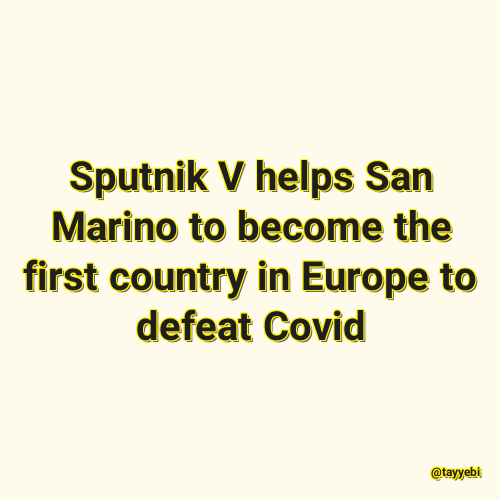 Sputnik V helps San
Marino to become the
first country in Europe to
defeat Covid
@tayyebi